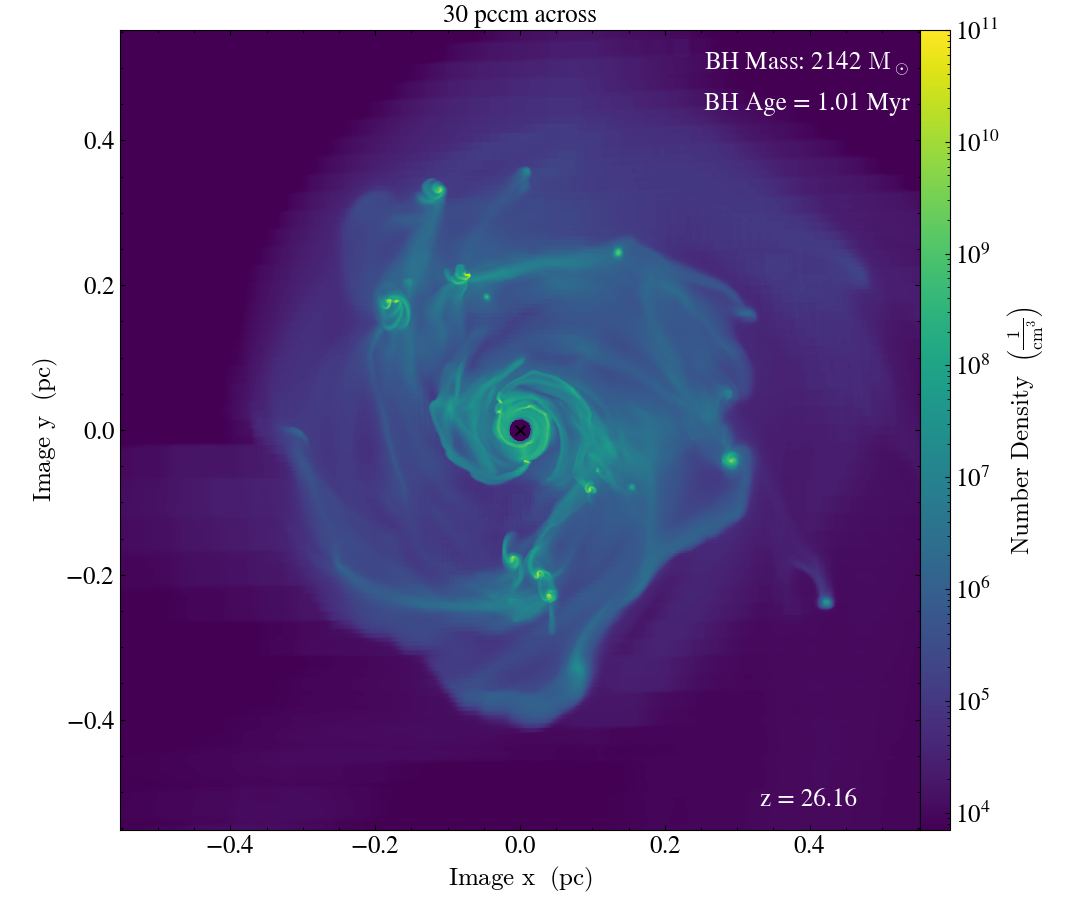 30 pccm across
BH Mass: 2142 M☉
BH Age = 1.01 Myr
z = 26.16
0.4
0.2
0.0
−0.2
−0.4
Image y (pc)
−0.4 −0.2 0.0 0.2 0.4
Image x (pc)
10¹¹
10¹⁰
10⁹
10⁸
10⁷
10⁶
10⁵
10⁴
Number Density (1/cm³)